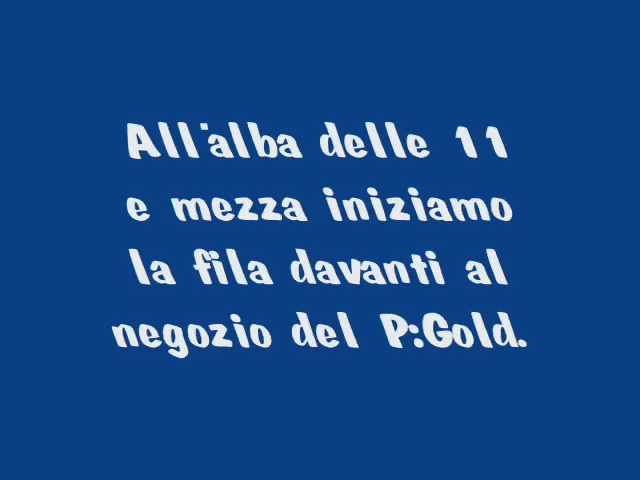 All'alba delle 11
e mezza iniziamo
la fila davanti al
negozio del P:Gold.